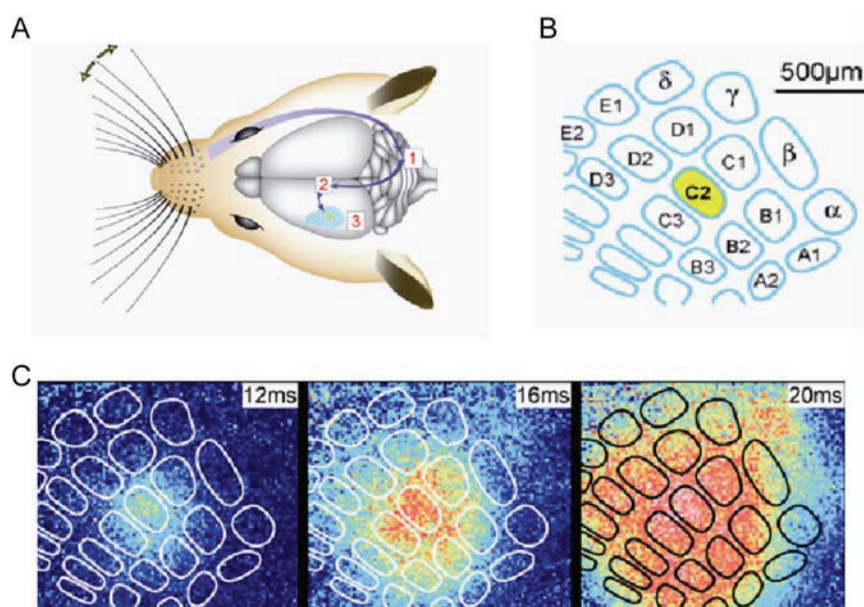 A
1
2
3
B
500μm
δ
γ
E1
D1
β
E2
D2
C1
D3
C2
α
C3
B1
B2
A1
B3
A2
C
12ms
16ms
20ms